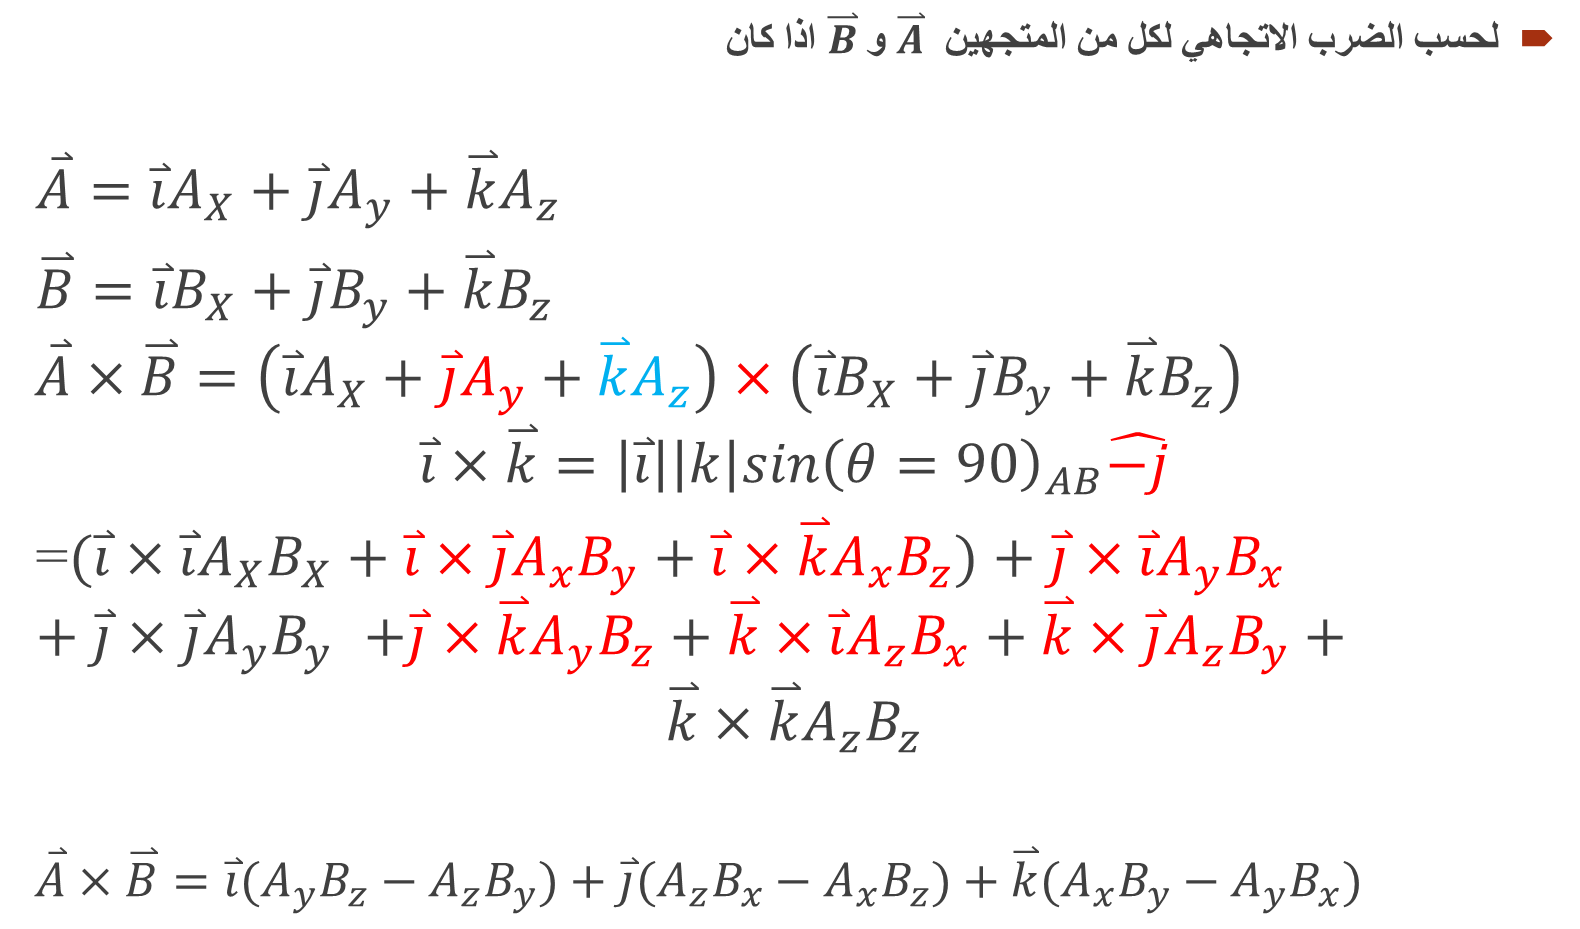 لحسب الضرب الاتجاهي لكل من المتجهين A⃗ و B⃗ اذا كان
A⃗ = ı⃗A_X + ȷ⃗A_y + k⃗A_z
B⃗ = ı⃗B_X + ȷ⃗B_y + k⃗B_z
A⃗ × B⃗ = (ı⃗A_X + ȷ⃗A_y + k⃗A_z) × (ı⃗B_X + ȷ⃗B_y + k⃗B_z)
ı⃗ × k⃗ = |ı⃗||k|sin(θ = 90)_AB −ĵ
=(ı⃗ × ı⃗A_XB_X + ı⃗ × ȷ⃗A_xB_y + ı⃗ × k⃗A_xB_z) + ȷ⃗ × ı⃗A_yB_x
+ ȷ⃗ × ȷ⃗A_yB_y +ȷ⃗ × k⃗A_yB_z + k⃗ × ı⃗A_zB_x + k⃗ × ȷ⃗A_zB_y +
k⃗ × k⃗A_zB_z
A⃗ × B⃗ = ı⃗(A_yB_z − A_zB_y) + ȷ⃗(A_zB_x − A_xB_z) + k⃗(A_xB_y − A_yB_x)